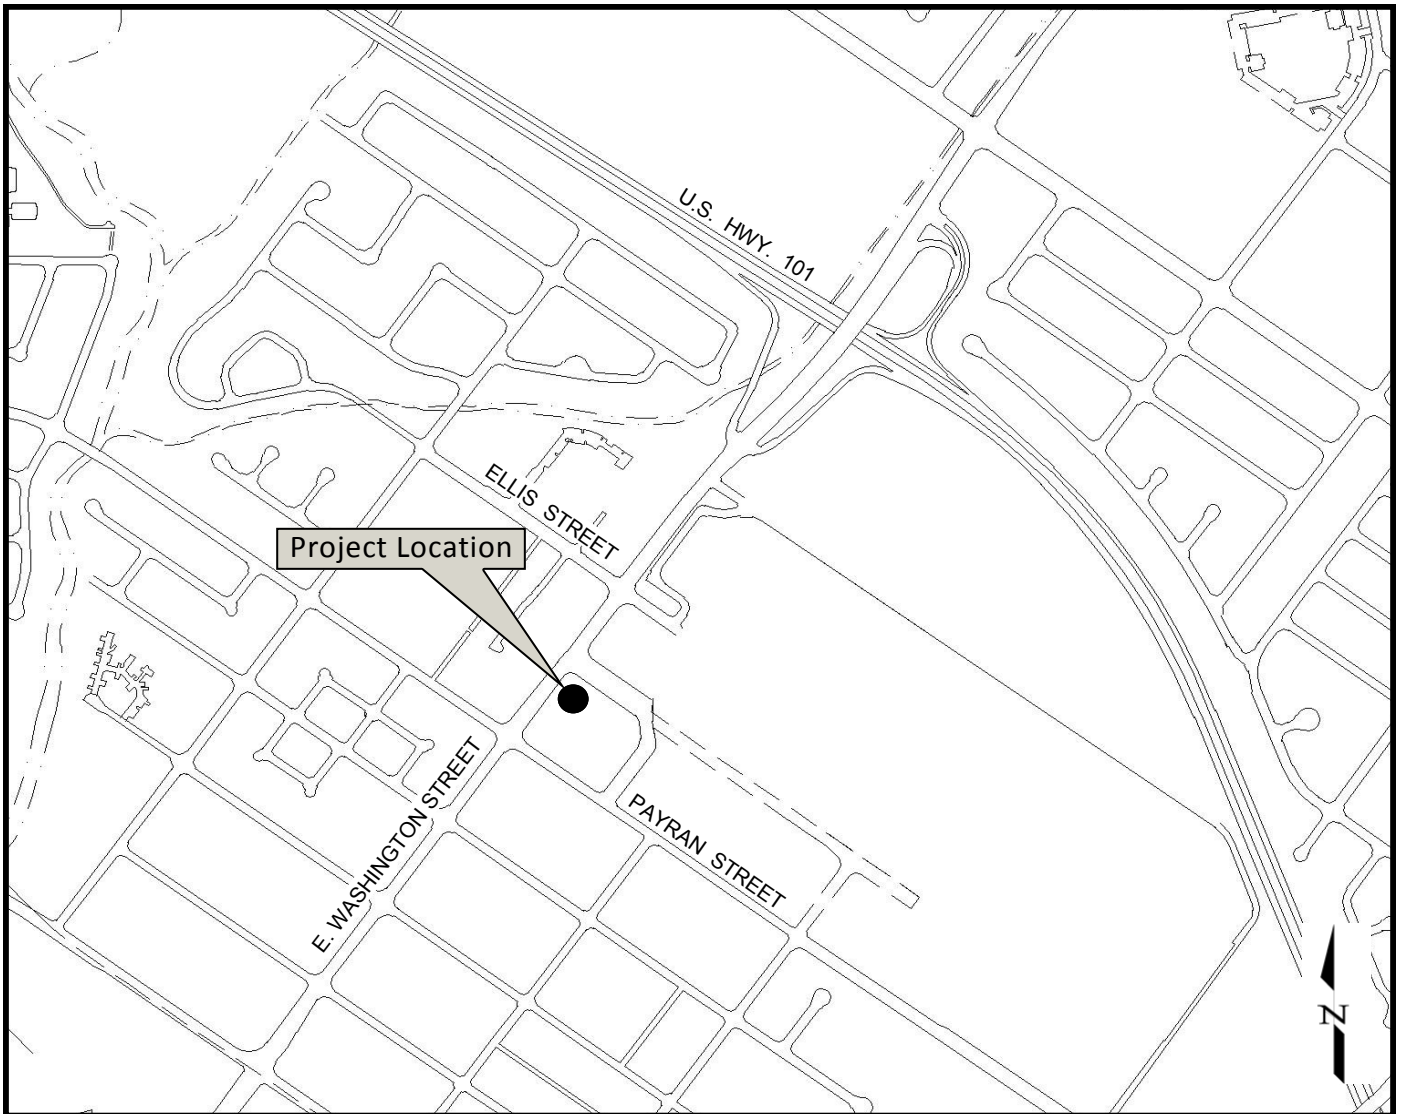 U.S. HWY. 101
ELLIS STREET
Project Location
E. WASHINGTON STREET
PAYRAN STREET
N